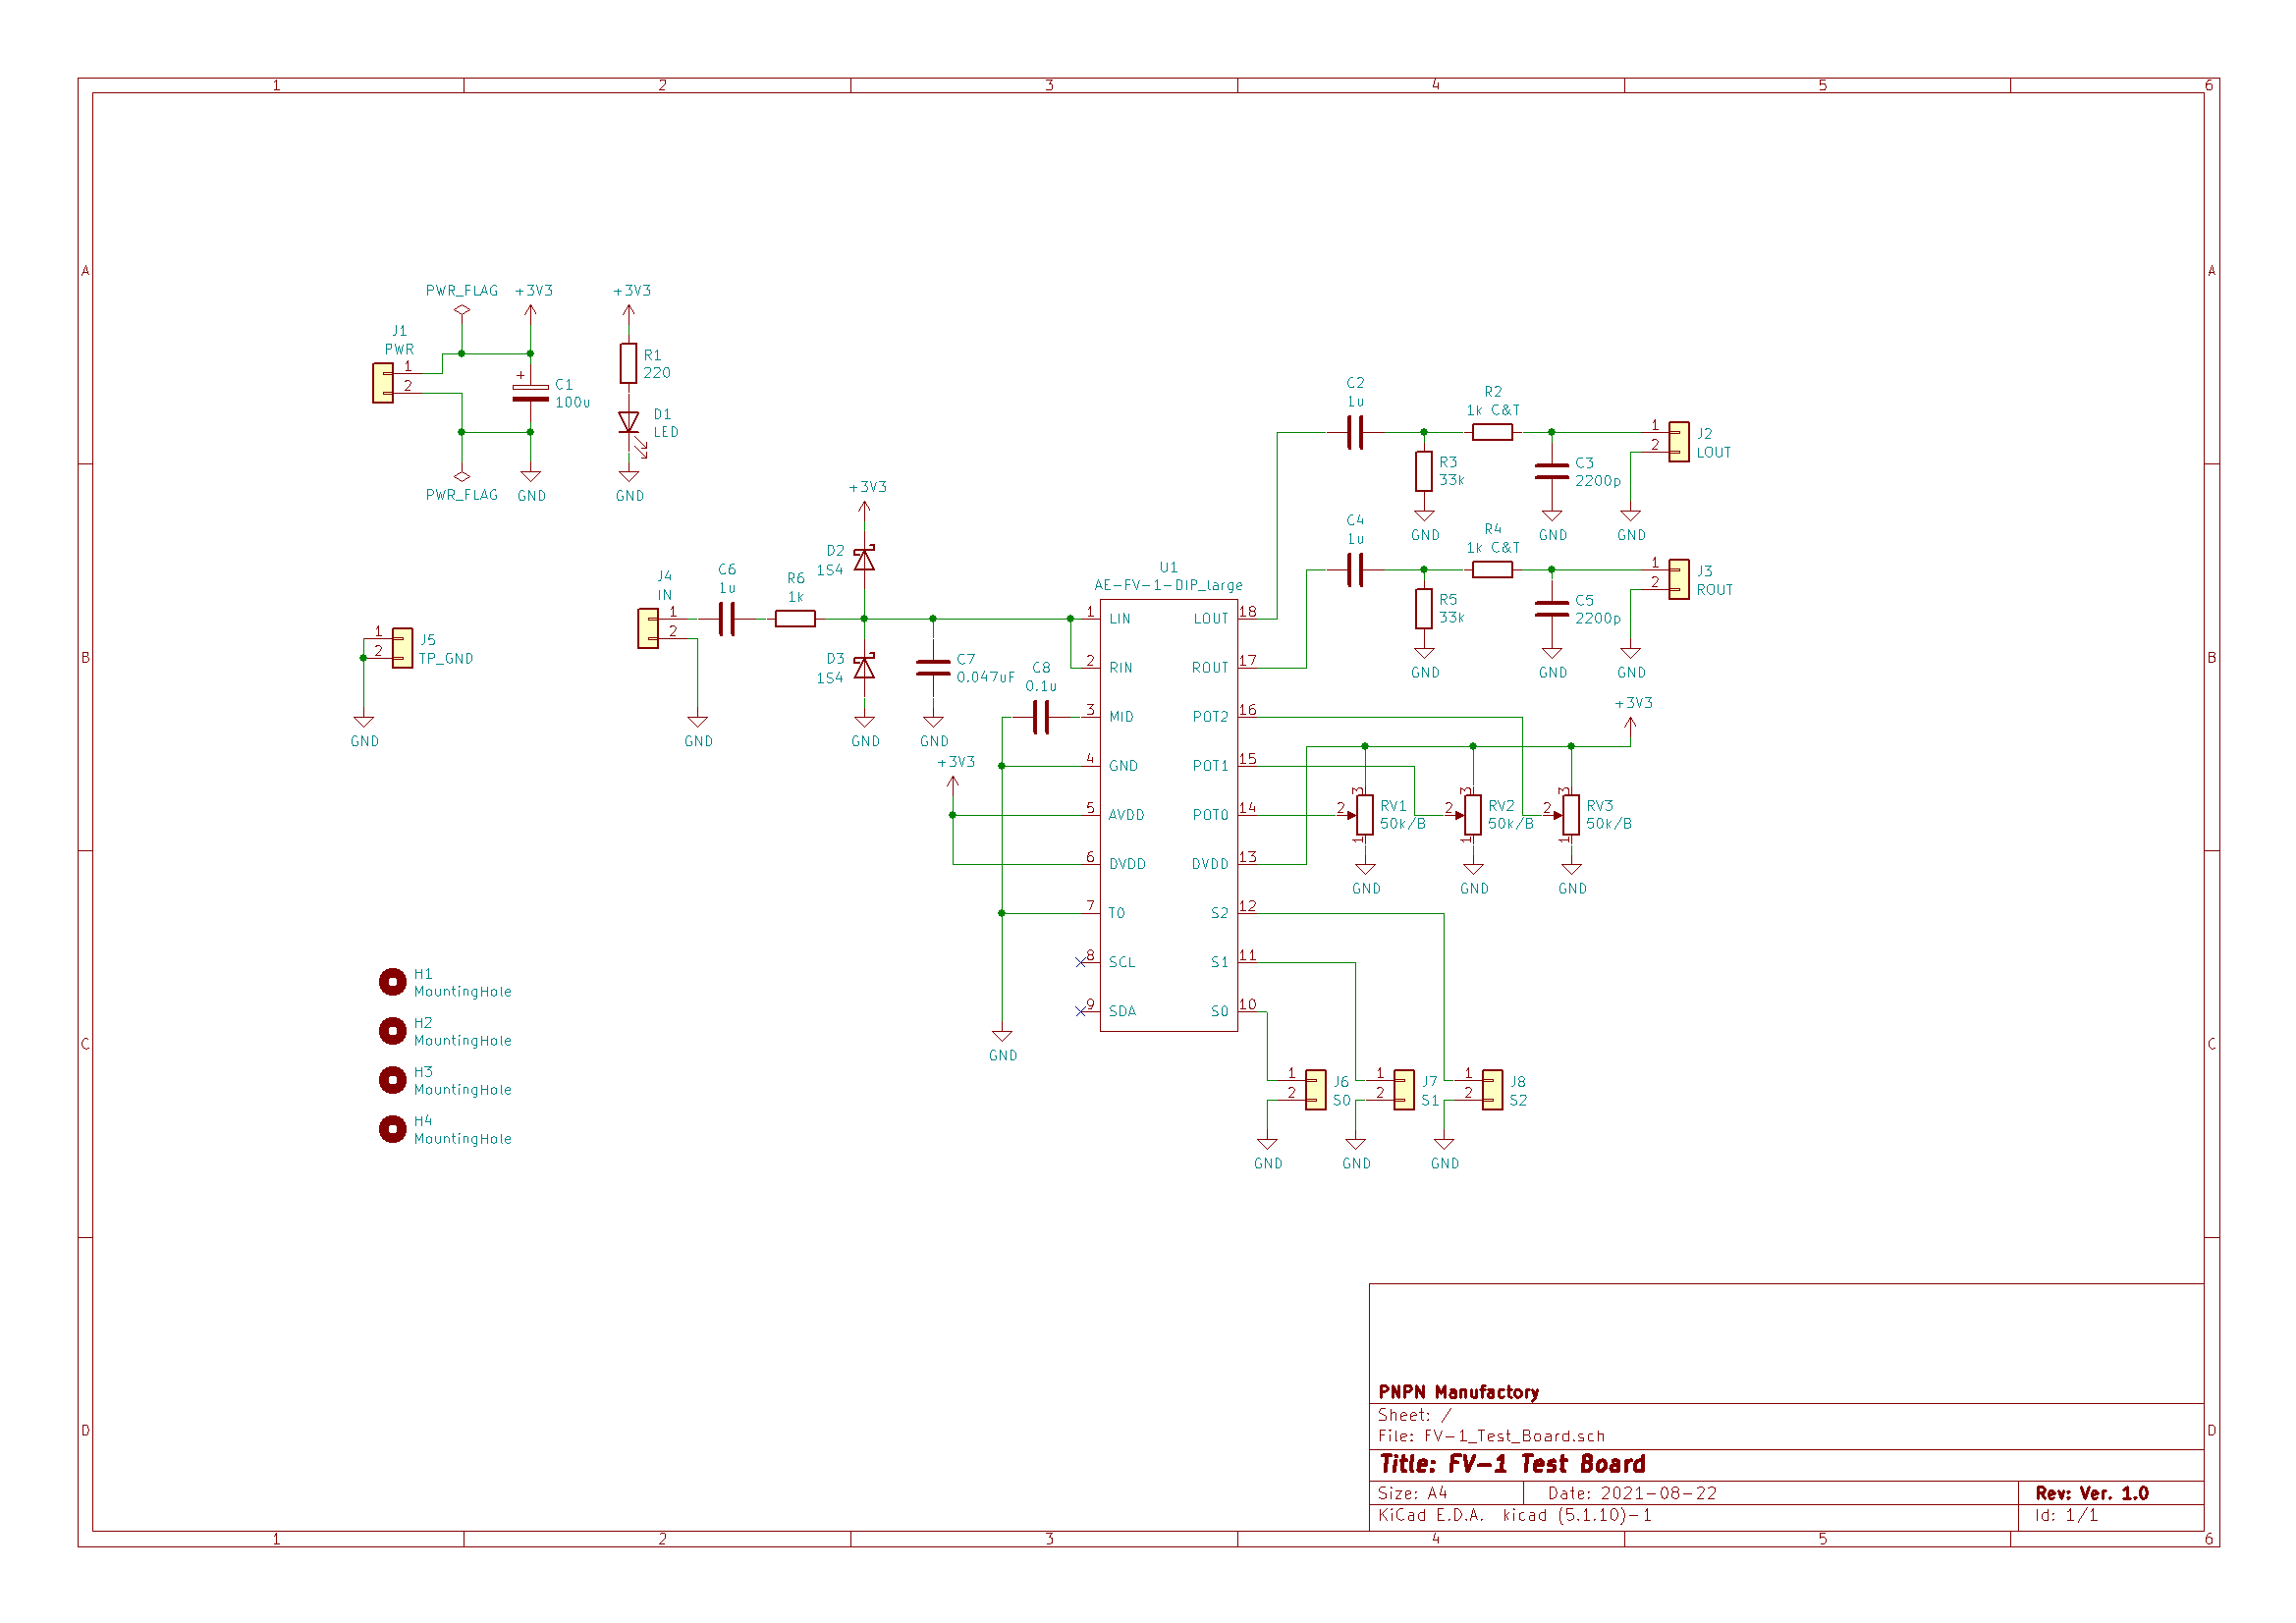 1 2 3 4 5 6
A A
PWR_FLAG +3V3 +3V3
J1
PWR
1
2
+
C1
100u
R1
220
D1
LED
PWR_FLAG GND GND
C2
1u
R2
1k C&T
R3
33k
C3
2200p
1
2
J2
LOUT
GND GND GND
C4
1u
R4
1k C&T
R5
33k
C5
2200p
1
2
J3
ROUT
GND GND GND
+3V3
D2
1S4
J4
IN
1
2
C6
1u
R6
1k
D3
1S4
C7
0.047uF
C8
0.1u
GND GND GND
B B
1
2
J5
TP_GND
GND
U1
AE-FV-1-DIP_large
1 LIN LOUT 18
2 RIN ROUT 17
3 MID POT2 16
4 GND POT1 15
5 AVDD POT0 14
6 DVDD DVDD 13
7 T0 S2 12
8 SCL S1 11
9 SDA S0 10
+3V3
GND
+3V3
3
2
1
RV1
50k/B
3
2
1
RV2
50k/B
3
2
1
RV3
50k/B
GND GND GND
H1
MountingHole
H2
MountingHole
H3
MountingHole
H4
MountingHole
C C
1
2
J6
S0
1
2
J7
S1
1
2
J8
S2
GND GND GND
D D
PNPN Manufactory
Sheet: /
File: FV-1_Test_Board.sch
Title: FV-1 Test Board
Size: A4 Date: 2021-08-22 Rev: Ver. 1.0
KiCad E.D.A. kicad (5.1.10)-1 Id: 1/1
1 2 3 4 5 6